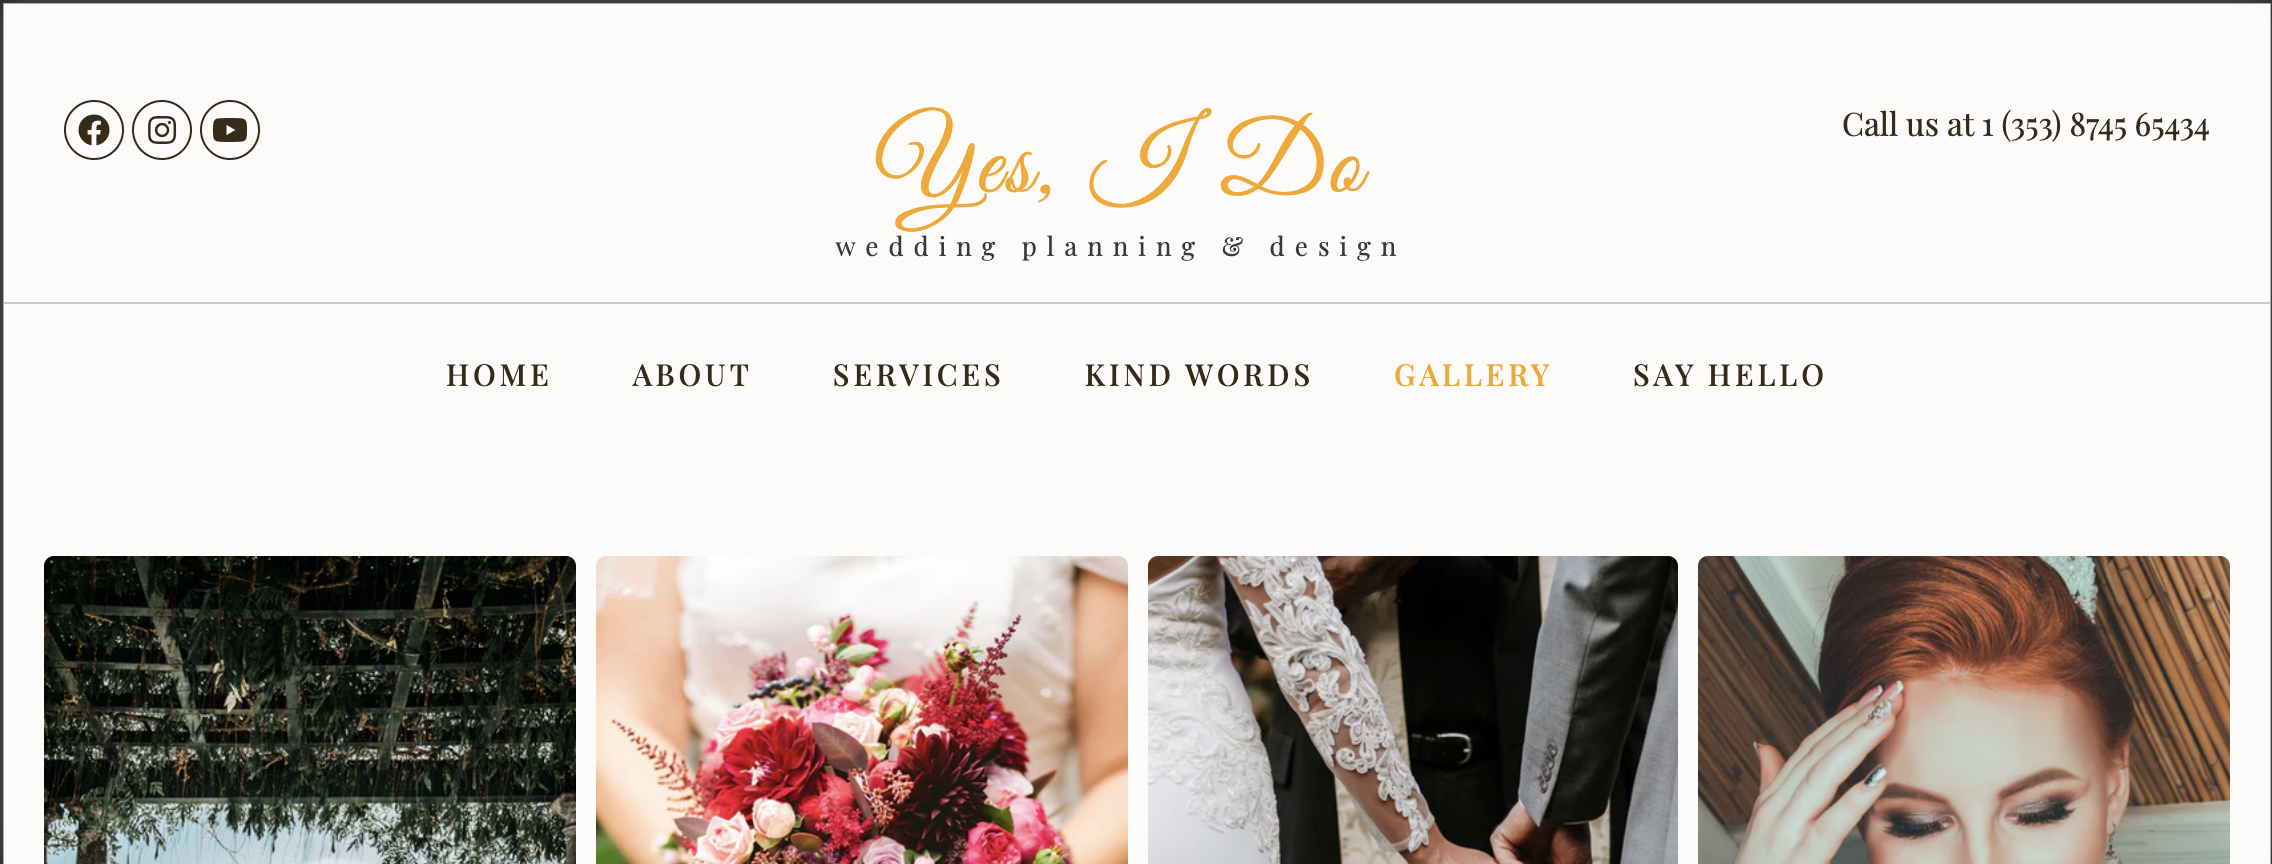 Yes, I Do
wedding planning & design
Call us at 1 (353) 8745 65434
HOME ABOUT SERVICES KIND WORDS GALLERY SAY HELLO